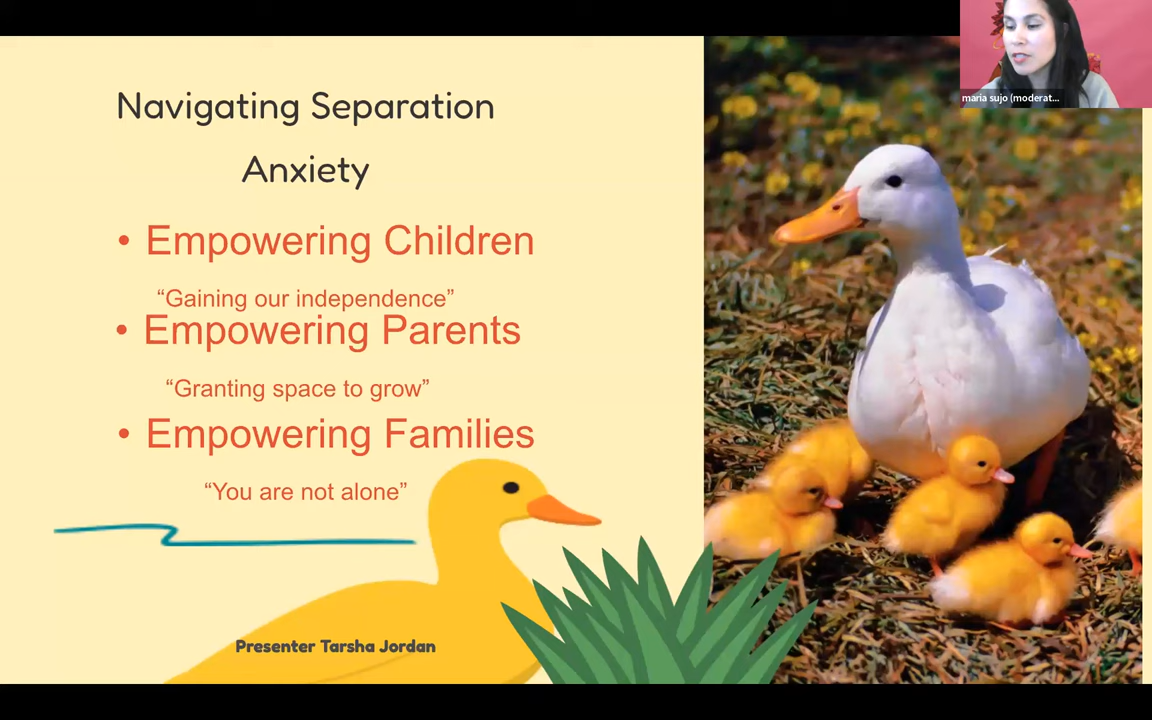 Navigating Separation
Anxiety
• Empowering Children
“Gaining our independence”
• Empowering Parents
“Granting space to grow”
• Empowering Families
“You are not alone”
Presenter Tarsha Jordan
maria sujo (moderat...